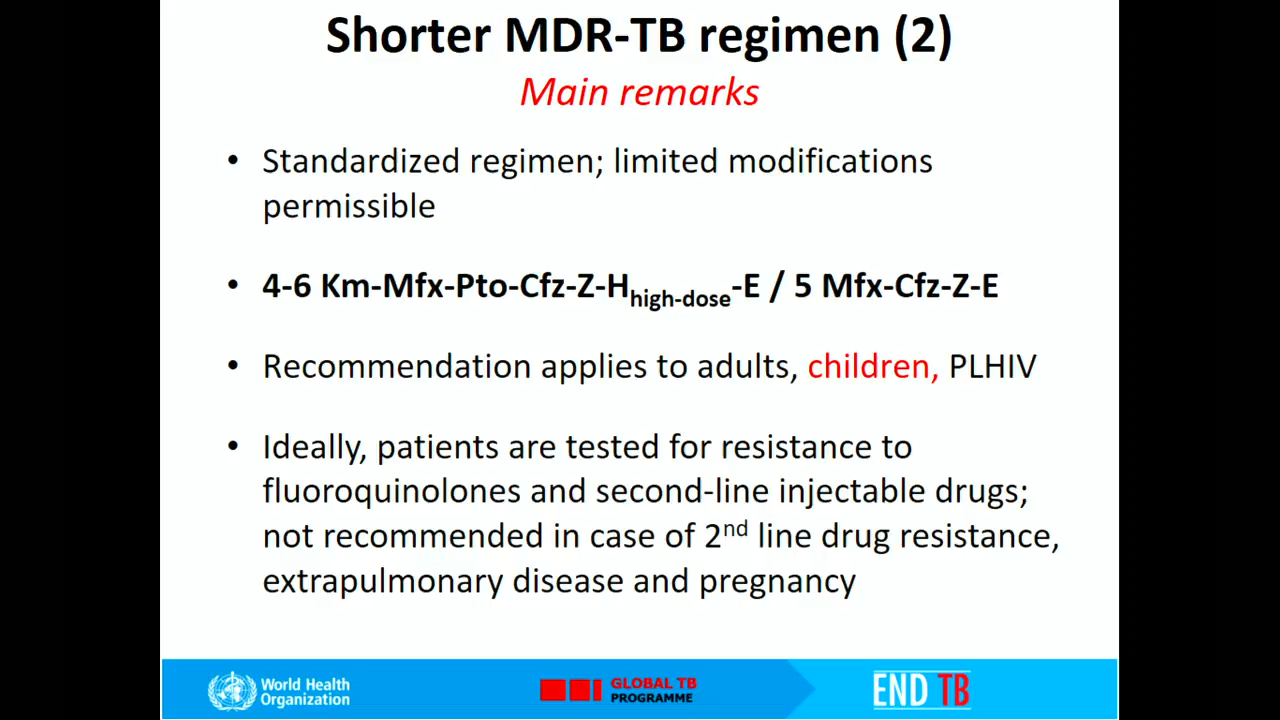 Shorter MDR-TB regimen (2)
Main remarks
• Standardized regimen; limited modifications
permissible
• 4-6 Km-Mfx-Pto-Cfz-Z-Hhigh-dose-E / 5 Mfx-Cfz-Z-E
• Recommendation applies to adults, children, PLHIV
• Ideally, patients are tested for resistance to
fluoroquinolones and second-line injectable drugs;
not recommended in case of 2nd line drug resistance,
extrapulmonary disease and pregnancy
World Health
Organization
GLOBAL TB
PROGRAMME
END TB